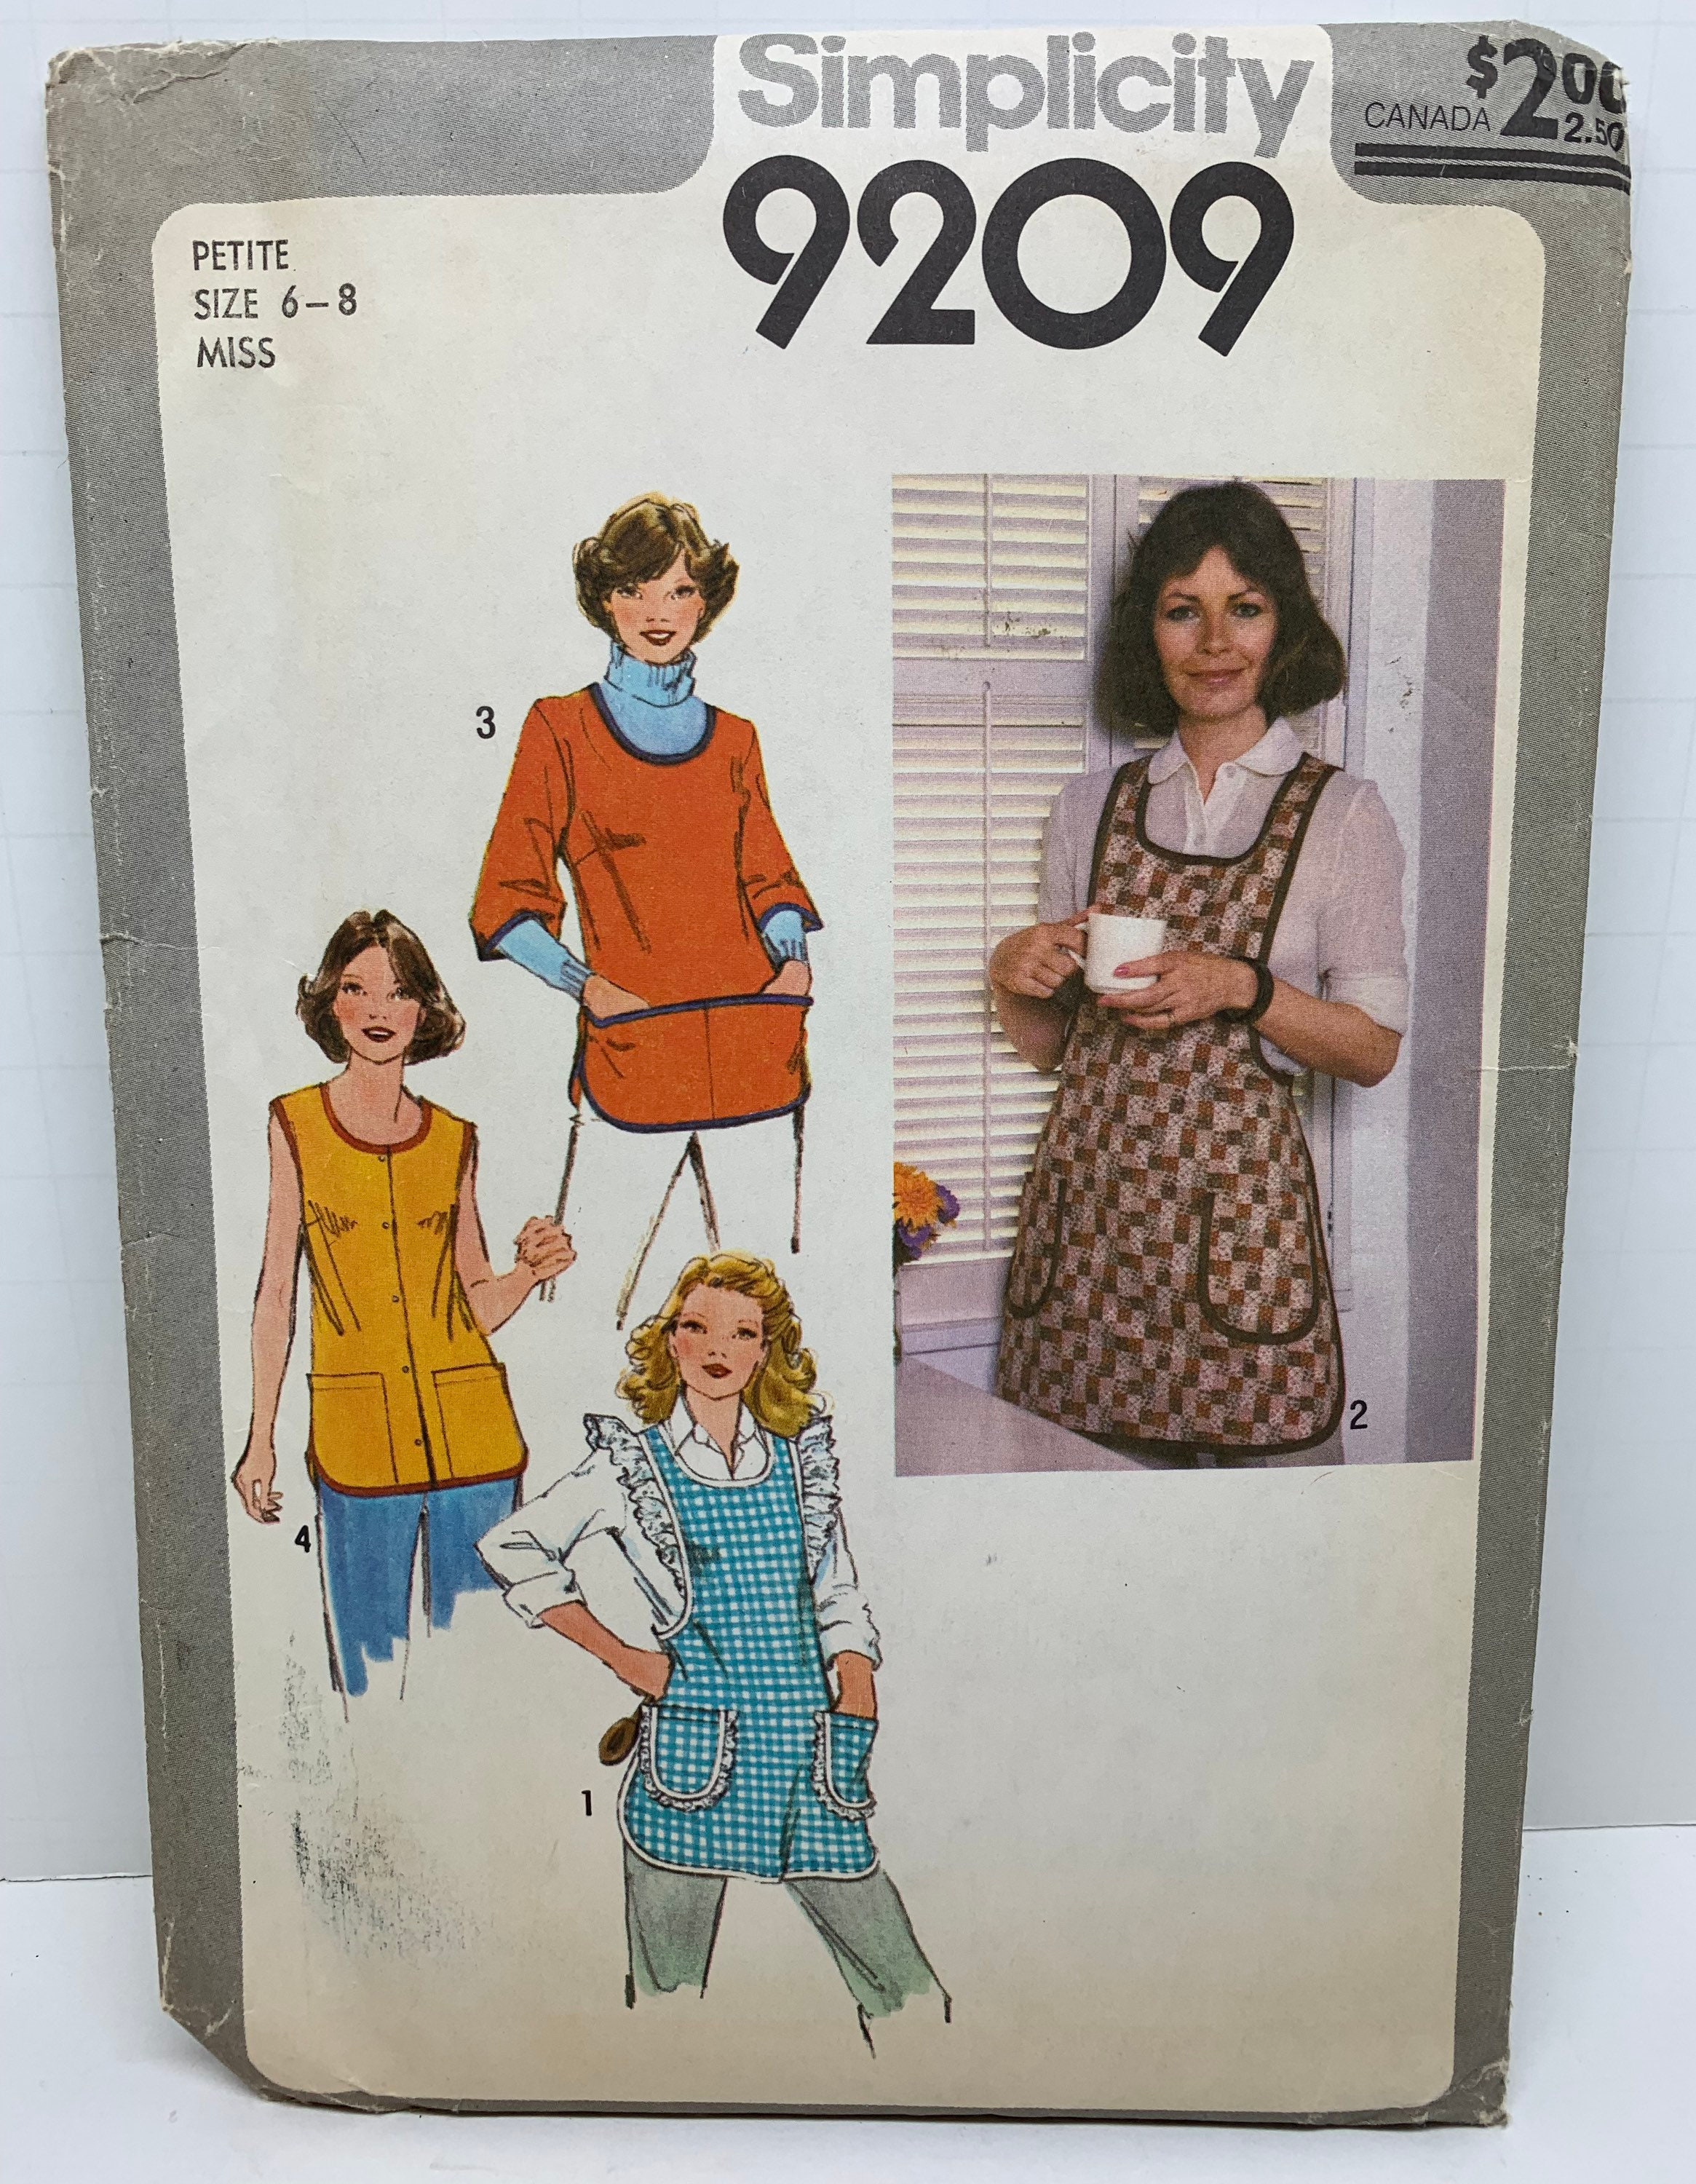 Simplicity
9209
$2.00
CANADA 2.50
PETITE
SIZE 6-8
MISS
3
2
4
1